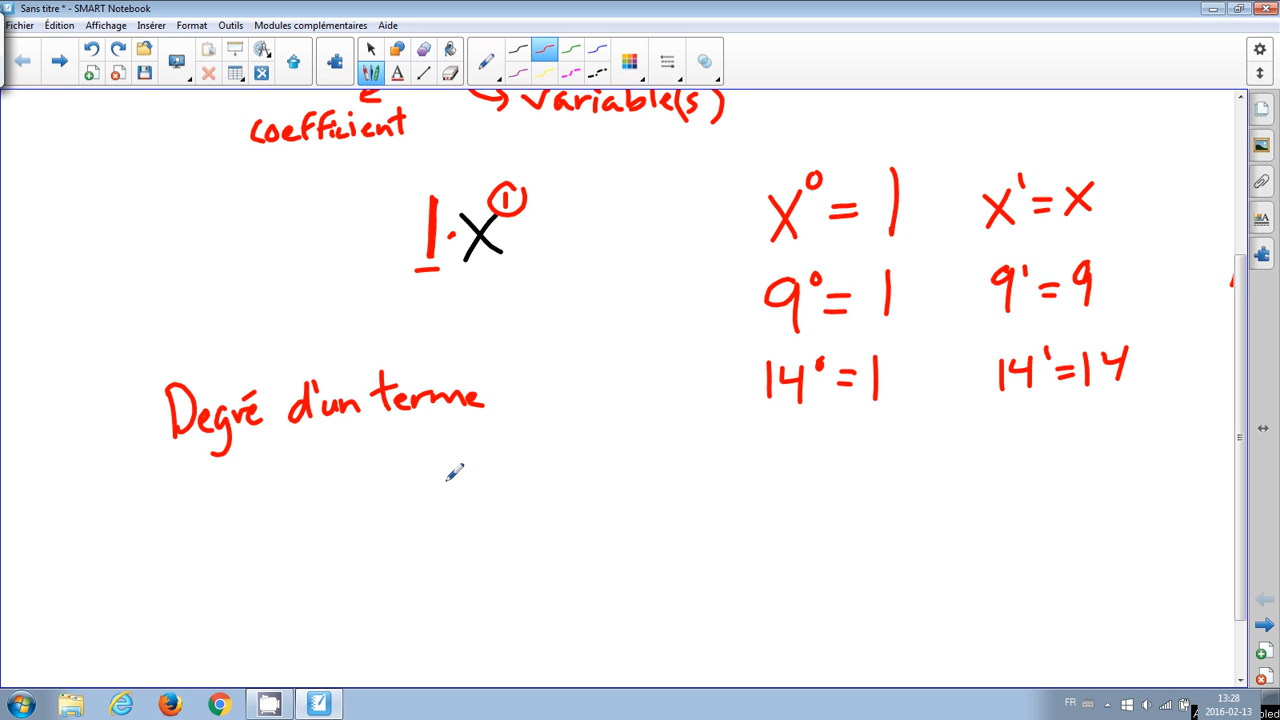 Sans titre * - SMART Notebook
Fichier Édition Affichage Insérer Format Outils Modules complémentaires Aide
variable(s)
coefficient
1·x¹
x⁰ = 1
x¹ = x
9⁰ = 1
9¹ = 9
14⁰ = 1
14¹ = 14
Degré d'un terme
FR
13:28
2016-02-13